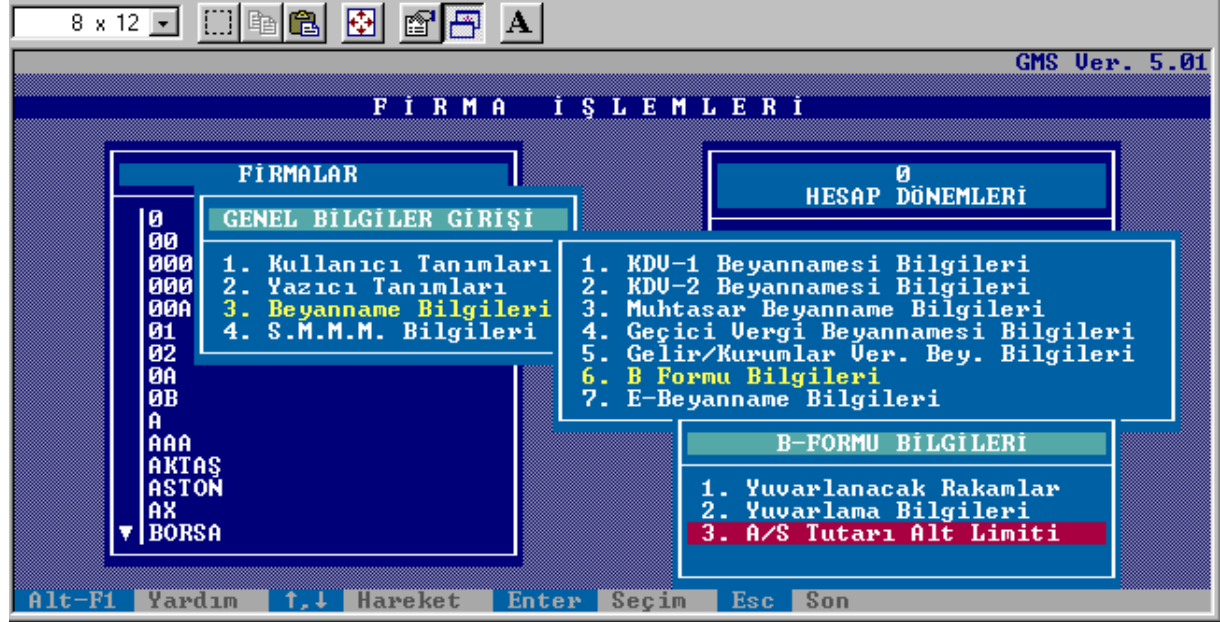 8 x 12
A
GMS Ver. 5.01
FİRMA İŞLEMLERİ
FİRMALAR
0
00
000
000
00A
01
02
0A
0B
A
AAA
AKTAŞ
ASTON
AX
BORSA
GENEL BİLGİLER GİRİŞİ
1. Kullanıcı Tanımları
2. Yazıcı Tanımları
3. Beyanname Bilgileri
4. S.M.M.M. Bilgileri
0
HESAP DÖNEMLERİ
1. KDV-1 Beyannamesi Bilgileri
2. KDV-2 Beyannamesi Bilgileri
3. Muhtasar Beyanname Bilgileri
4. Geçici Vergi Beyannamesi Bilgileri
5. Gelir/Kurumlar Ver. Bey. Bilgileri
6. B Formu Bilgileri
7. E-Beyanname Bilgileri
B-FORMU BİLGİLERİ
1. Yuvarlanacak Rakamlar
2. Yuvarlama Bilgileri
3. A/S Tutarı Alt Limiti
Alt-F1 Yardım ↑,↓ Hareket Enter Seçim Esc Son